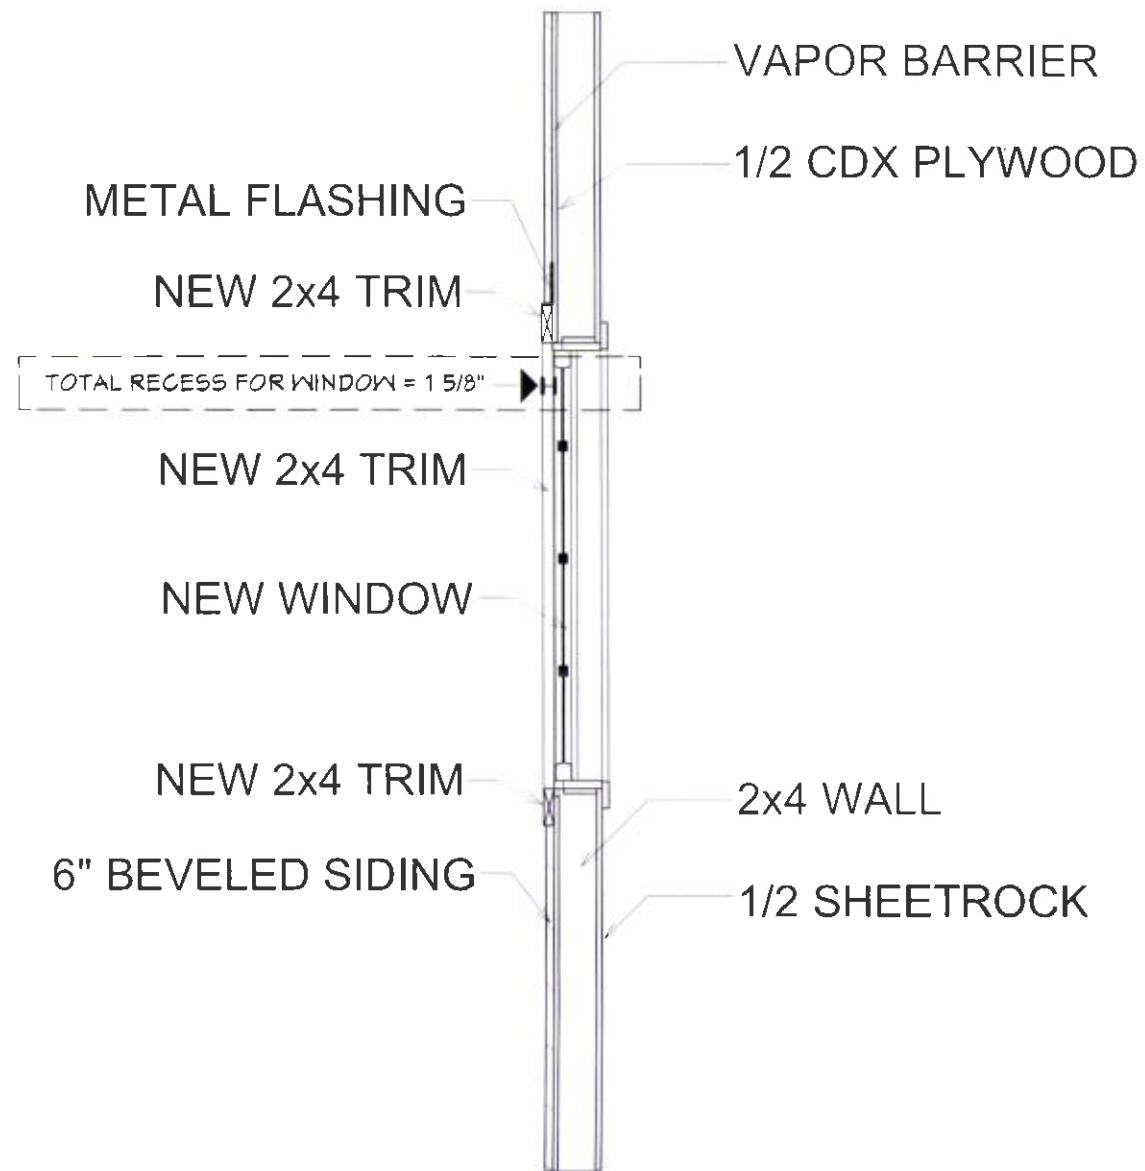 VAPOR BARRIER
1/2 CDX PLYWOOD
METAL FLASHING
NEW 2x4 TRIM
TOTAL RECESS FOR WINDOW = 1 5/8"
NEW 2x4 TRIM
NEW WINDOW
NEW 2x4 TRIM
2x4 WALL
6" BEVELED SIDING
1/2 SHEETROCK